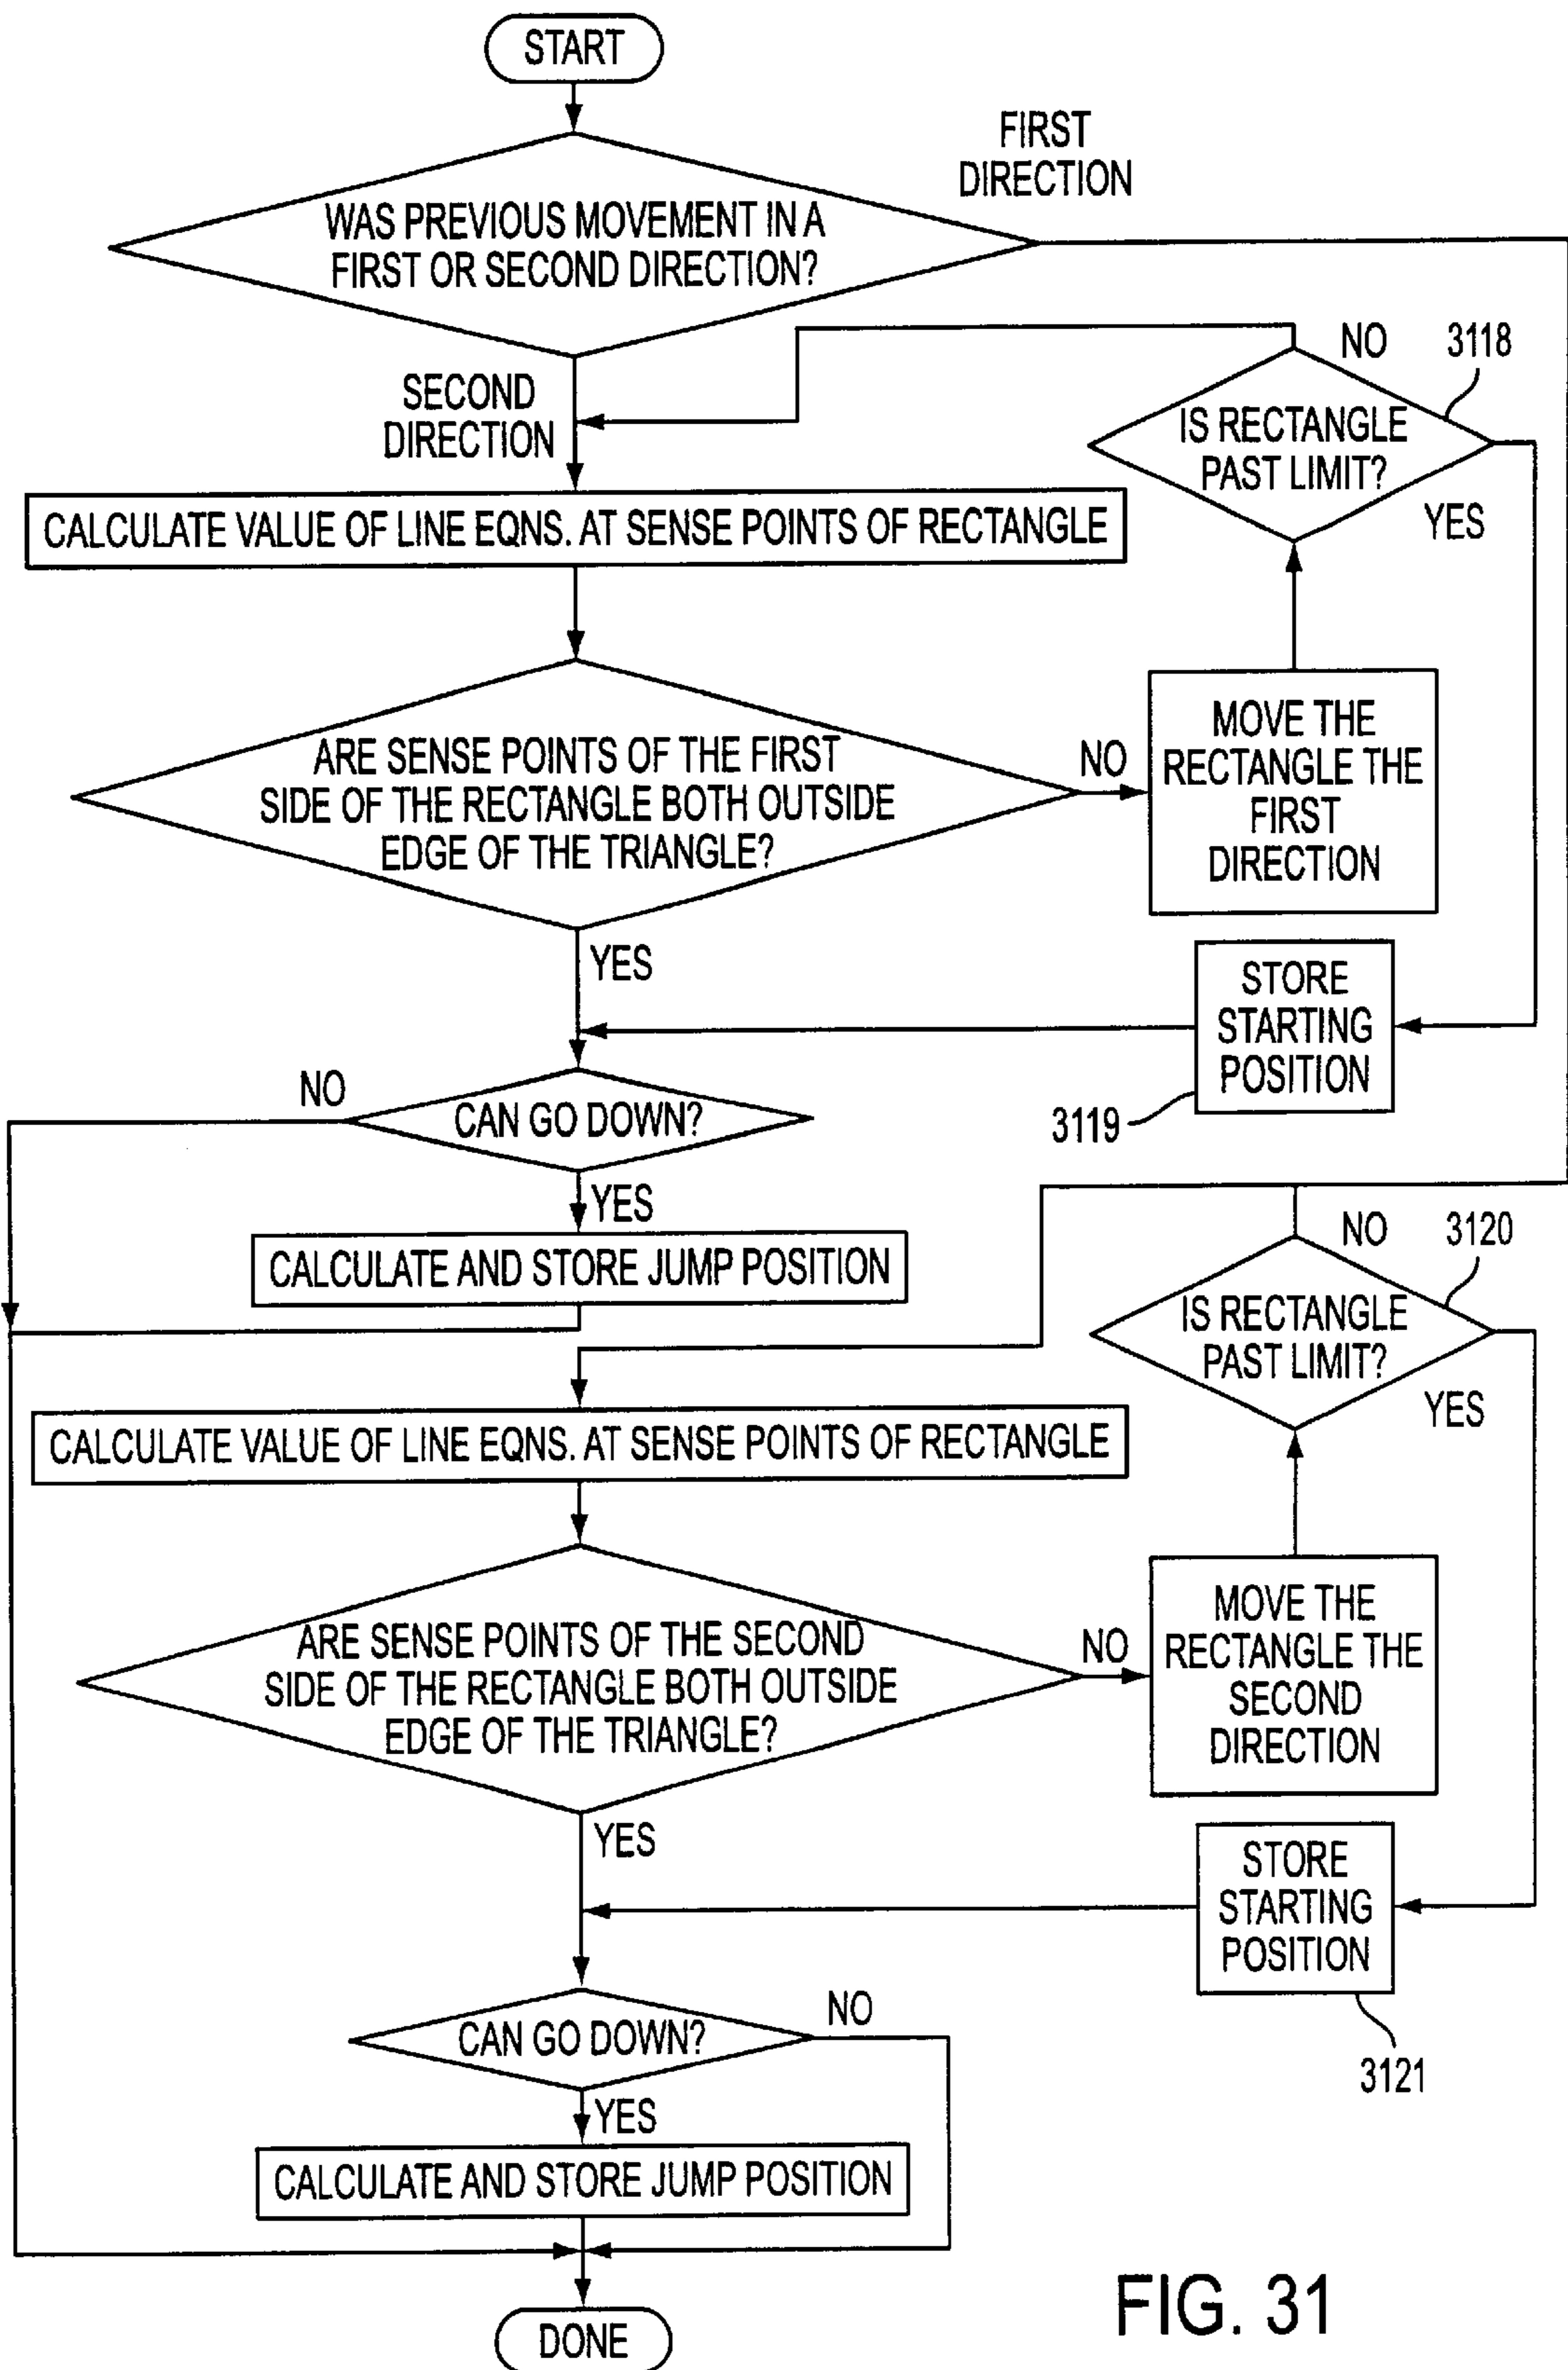 START
FIRST
DIRECTION
WAS PREVIOUS MOVEMENT IN A
FIRST OR SECOND DIRECTION?
NO
3118
SECOND
DIRECTION
IS RECTANGLE
PAST LIMIT?
YES
CALCULATE VALUE OF LINE EQNS. AT SENSE POINTS OF RECTANGLE
ARE SENSE POINTS OF THE FIRST
SIDE OF THE RECTANGLE BOTH OUTSIDE
EDGE OF THE TRIANGLE?
NO
MOVE THE
RECTANGLE THE
FIRST
DIRECTION
YES
STORE
STARTING
POSITION
3119
NO
CAN GO DOWN?
YES
CALCULATE AND STORE JUMP POSITION
NO
3120
IS RECTANGLE
PAST LIMIT?
YES
CALCULATE VALUE OF LINE EQNS. AT SENSE POINTS OF RECTANGLE
ARE SENSE POINTS OF THE SECOND
SIDE OF THE RECTANGLE BOTH OUTSIDE
EDGE OF THE TRIANGLE?
NO
MOVE THE
RECTANGLE THE
SECOND
DIRECTION
YES
STORE
STARTING
POSITION
3121
CAN GO DOWN?
NO
YES
CALCULATE AND STORE JUMP POSITION
DONE
FIG. 31